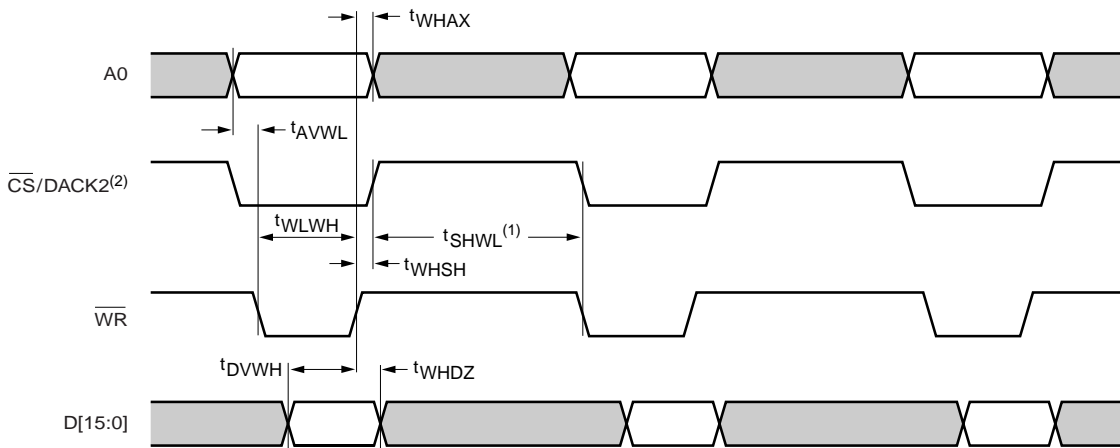 tWHAX
A0
tAVWL
CS/DACK2(2)
tWLWH
tSHWL(1)
tWHSH
WR
tDVWH
tWHDZ
D[15:0]